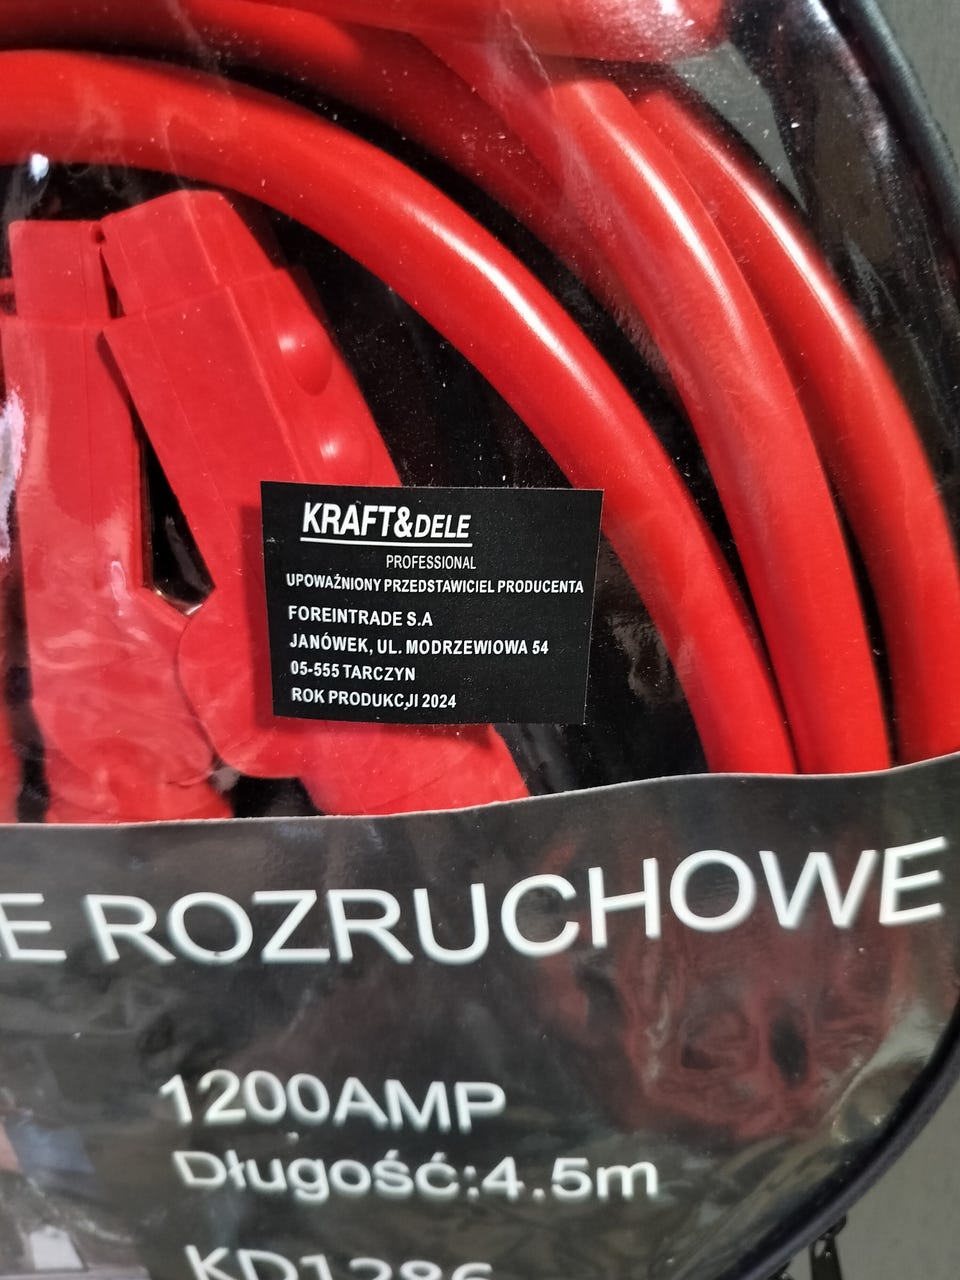 KRAFT&DELE
PROFESSIONAL
UPOWAŻNIONY PRZEDSTAWICIEL PRODUCENTA
FOREINTRADE S.A
JANÓWEK, UL. MODRZEWIOWA 54
05-555 TARCZYN
ROK PRODUKCJI 2024
ROZRUCHOWE
1200AMP
Długość:4.5m
KD1286